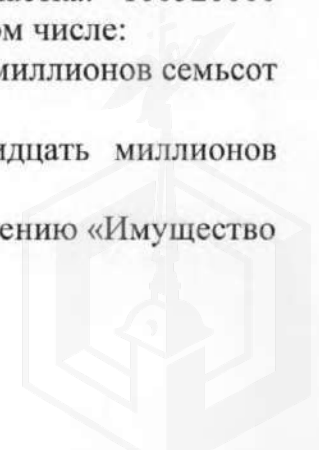 ом числе:
миллионов семьсот
идцать миллионов
ению «Имущество